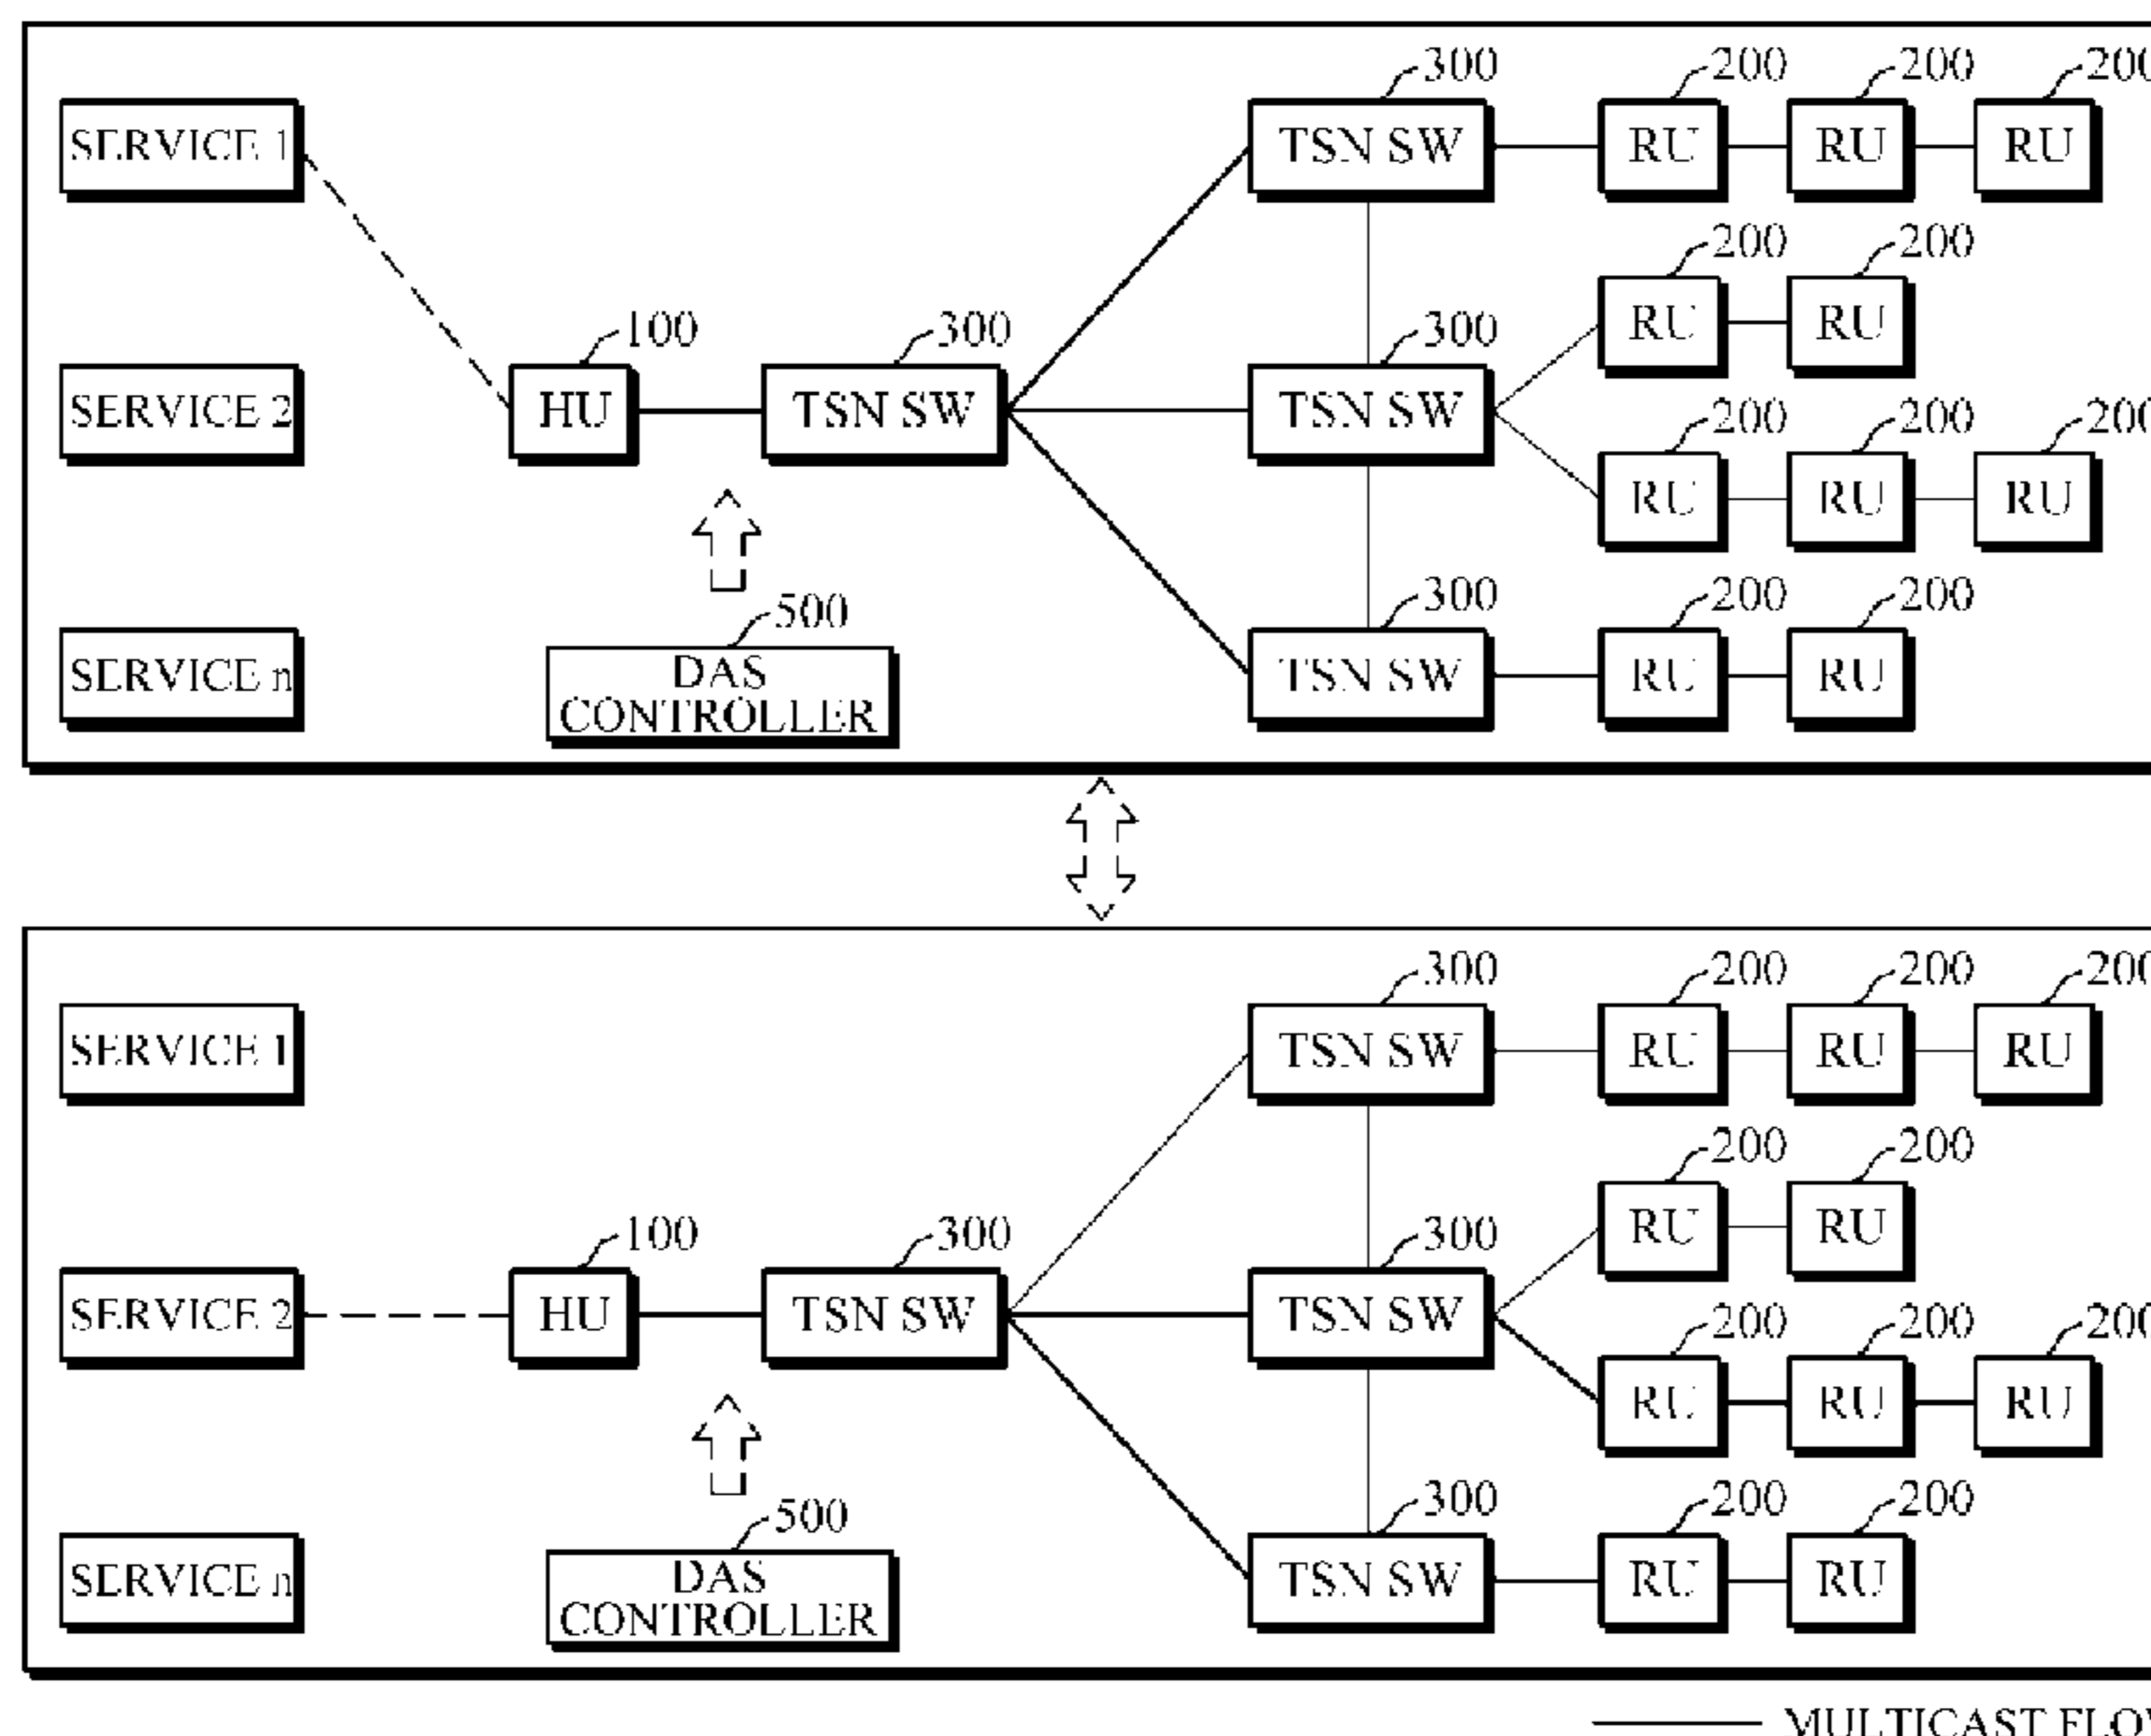 300 200 200 200
SERVICE 1 TSN SW RU RU RU
200 200
100 300 300 RU RU
SERVICE 2 HU TSN SW TSN SW
200 200 200
RU RU RU
500 300 200 200
SERVICE n DAS TSN SW RU RU
CONTROLLER
300 200 200 200
SERVICE 1 TSN SW RU RU RU
200 200
100 300 300 RU RU
SERVICE 2 HU TSN SW TSN SW
200 200 200
RU RU RU
500 300 200 200
SERVICE n DAS TSN SW RU RU
CONTROLLER
MULTICAST FLO